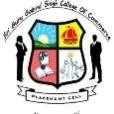 Sri Guru Gobind Singh College Of Commerce
Placement Cell